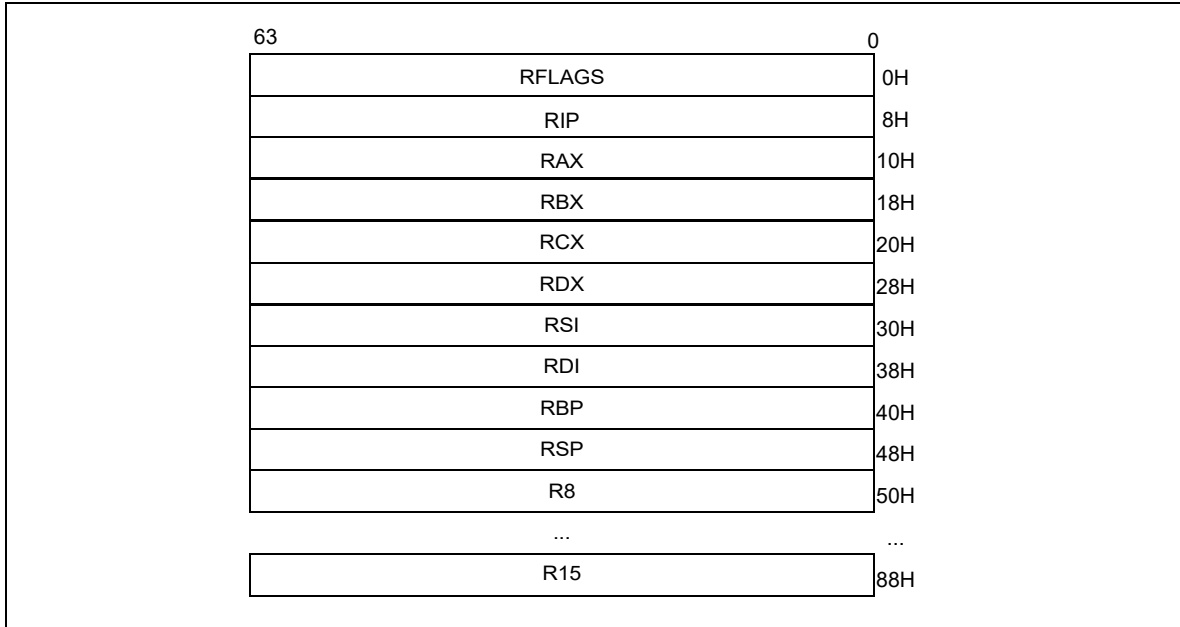 63 0
RFLAGS 0H
RIP 8H
RAX 10H
RBX 18H
RCX 20H
RDX 28H
RSI 30H
RDI 38H
RBP 40H
RSP 48H
R8 50H
... ...
R15 88H